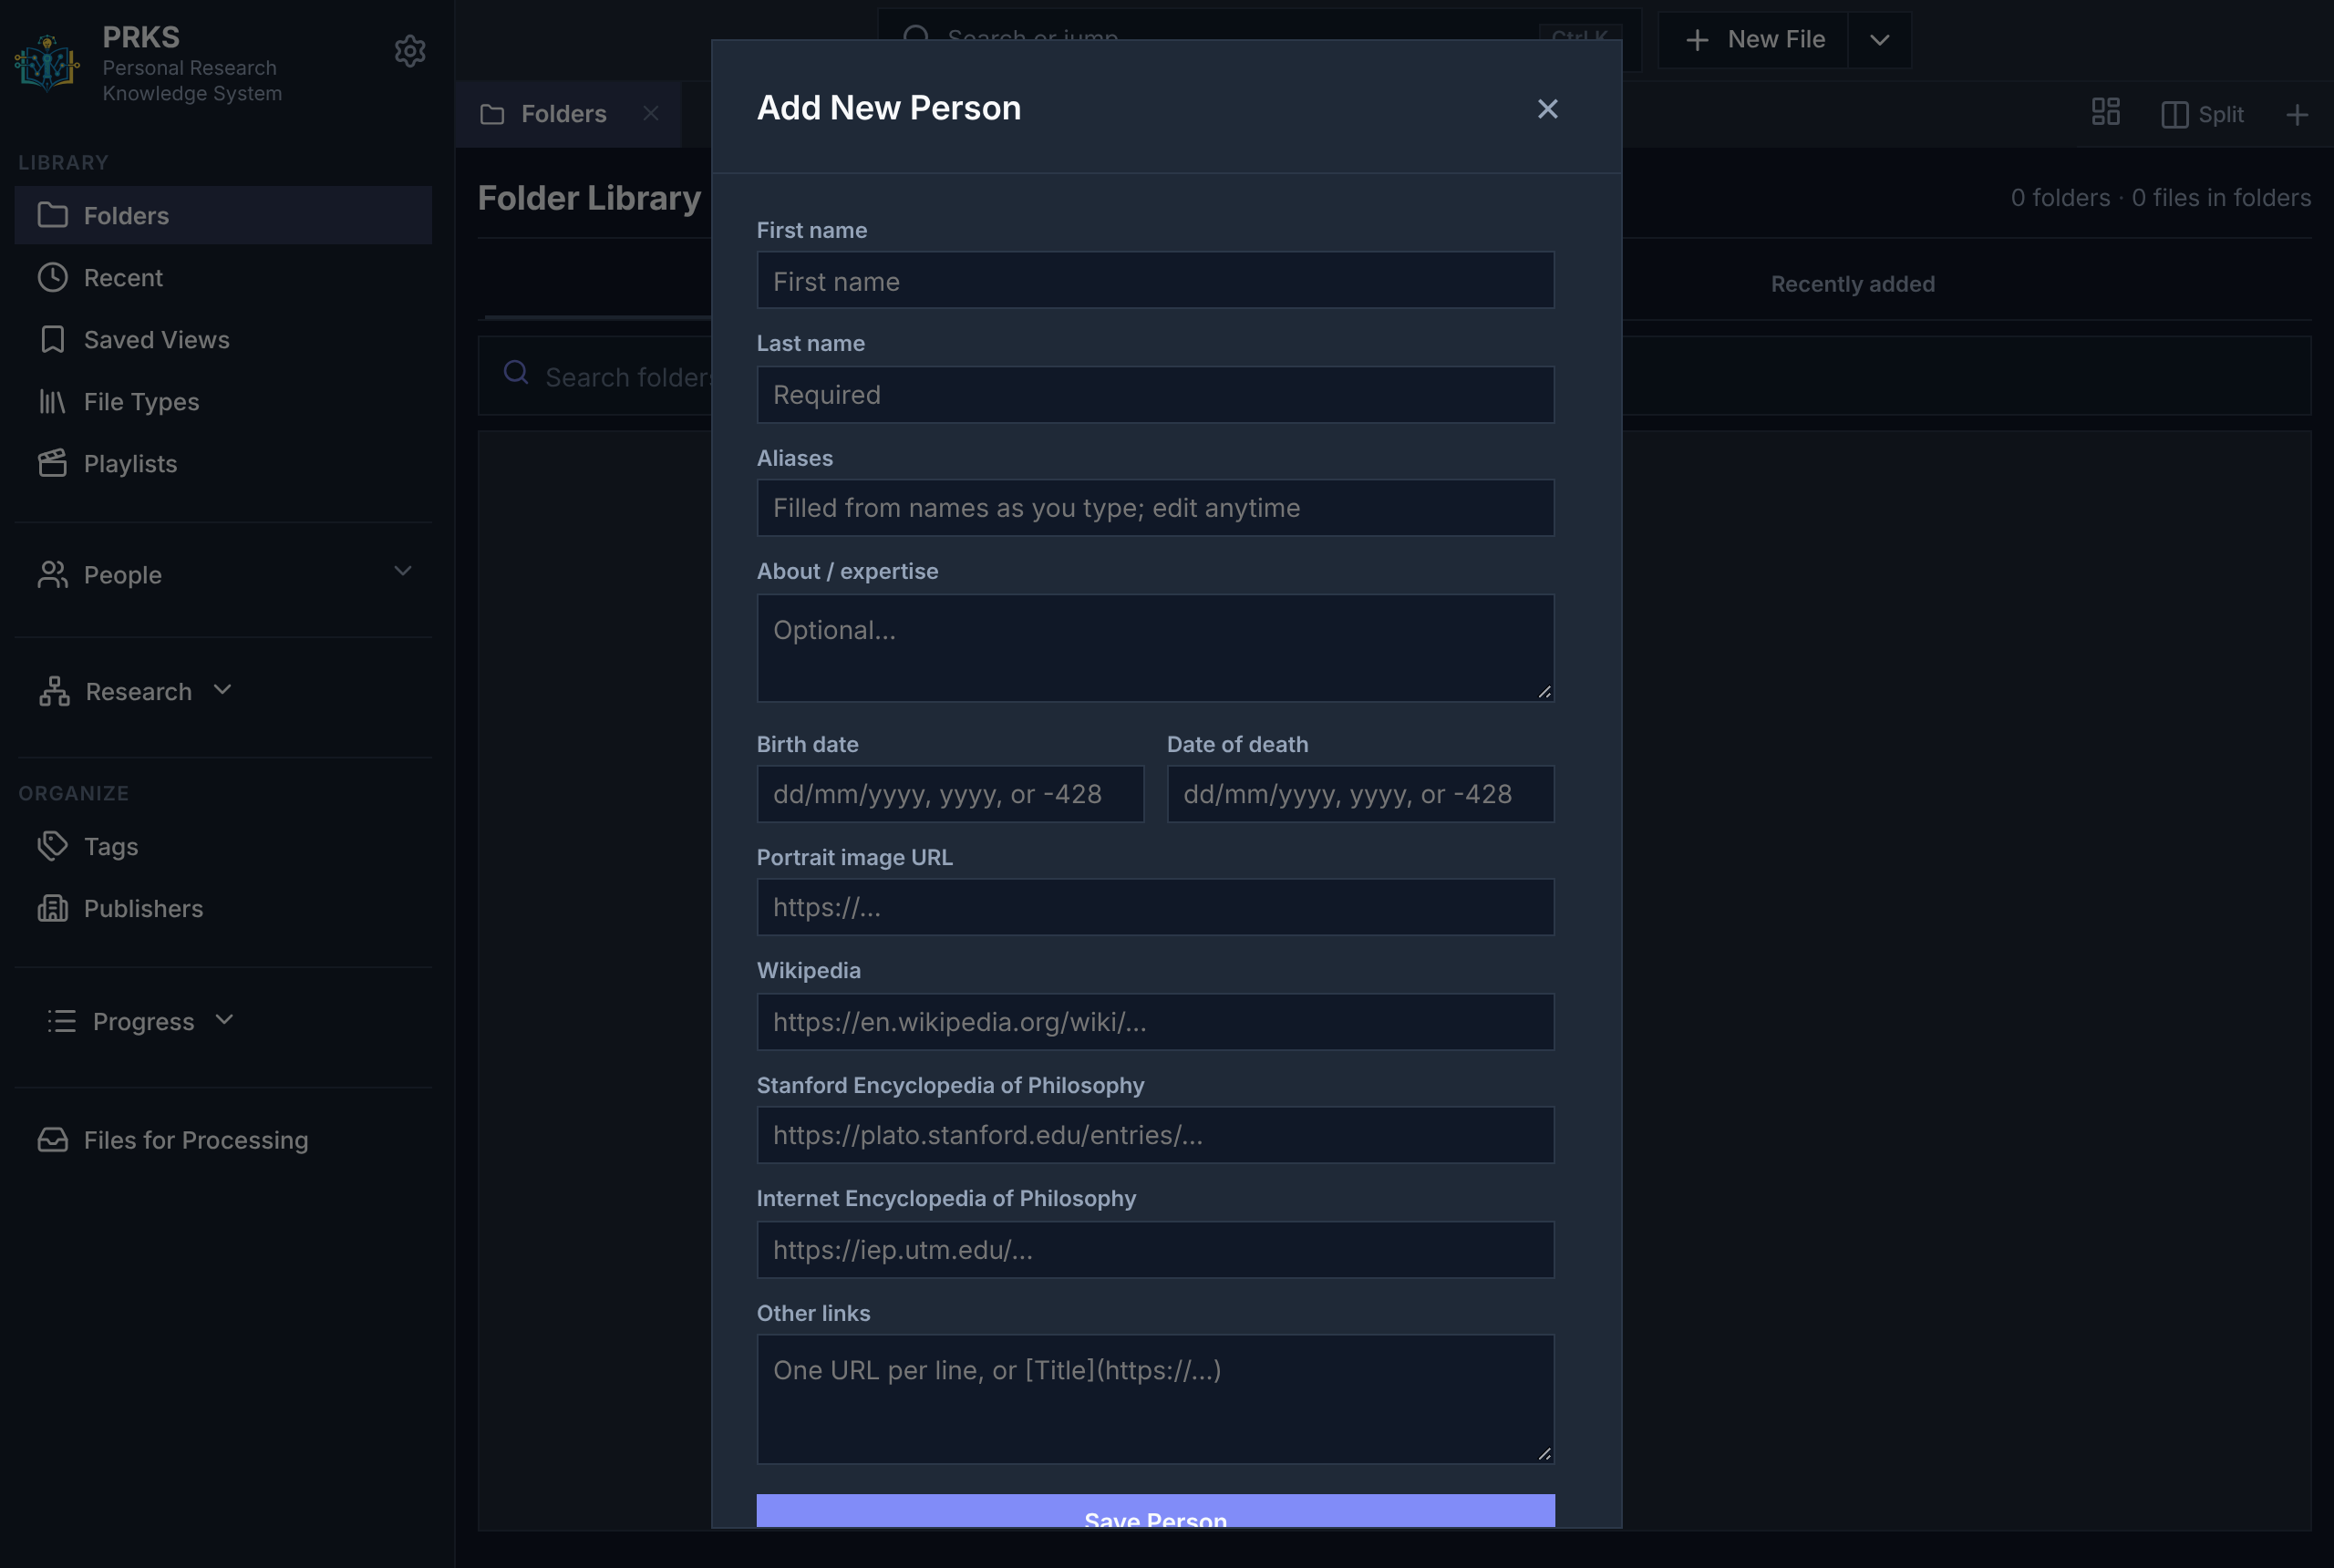 PRKS
Personal Research
Knowledge System
LIBRARY
Folders
Recent
Saved Views
File Types
Playlists
People
Research
ORGANIZE
Tags
Publishers
Progress
Files for Processing
Search or jump
Ctrl K
New File
Folders
Split
Folder Library
0 folders · 0 files in folders
Recently added
Search folders
Add New Person
First name
First name
Last name
Required
Aliases
Filled from names as you type; edit anytime
About / expertise
Optional...
Birth date
Date of death
dd/mm/yyyy, yyyy, or -428
dd/mm/yyyy, yyyy, or -428
Portrait image URL
https://...
Wikipedia
https://en.wikipedia.org/wiki/...
Stanford Encyclopedia of Philosophy
https://plato.stanford.edu/entries/...
Internet Encyclopedia of Philosophy
https://iep.utm.edu/...
Other links
One URL per line, or [Title](https://...)
Save Person